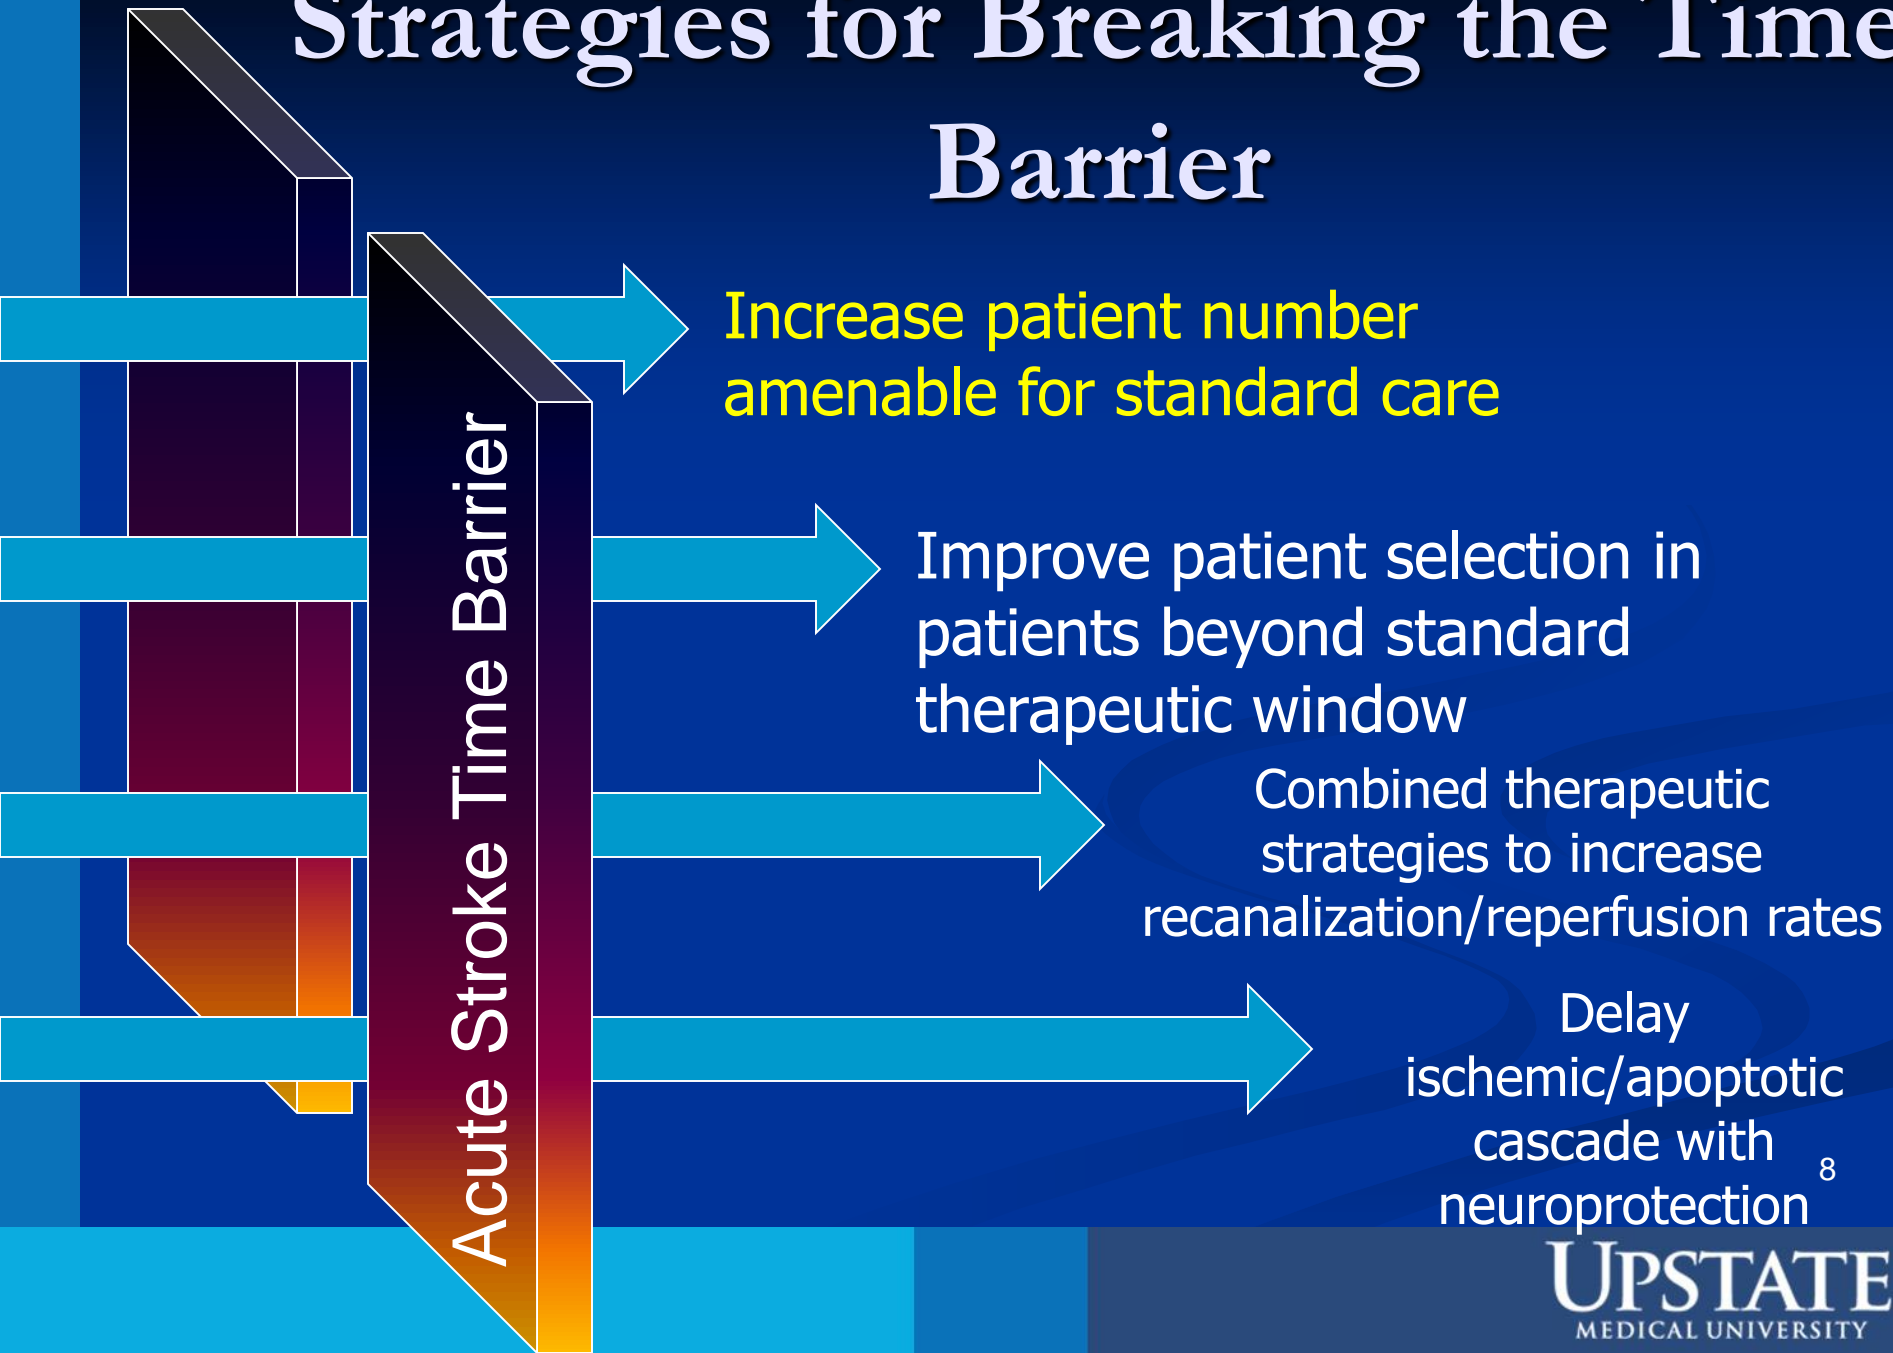 Strategies for Breaking the Time
Barrier
Increase patient number
amenable for standard care
Acute Stroke Time Barrier
Improve patient selection in
patients beyond standard
therapeutic window
Combined therapeutic
strategies to increase
recanalization/reperfusion rates
Delay
ischemic/apoptotic
cascade with
neuroprotection
8
UPSTATE
MEDICAL UNIVERSITY